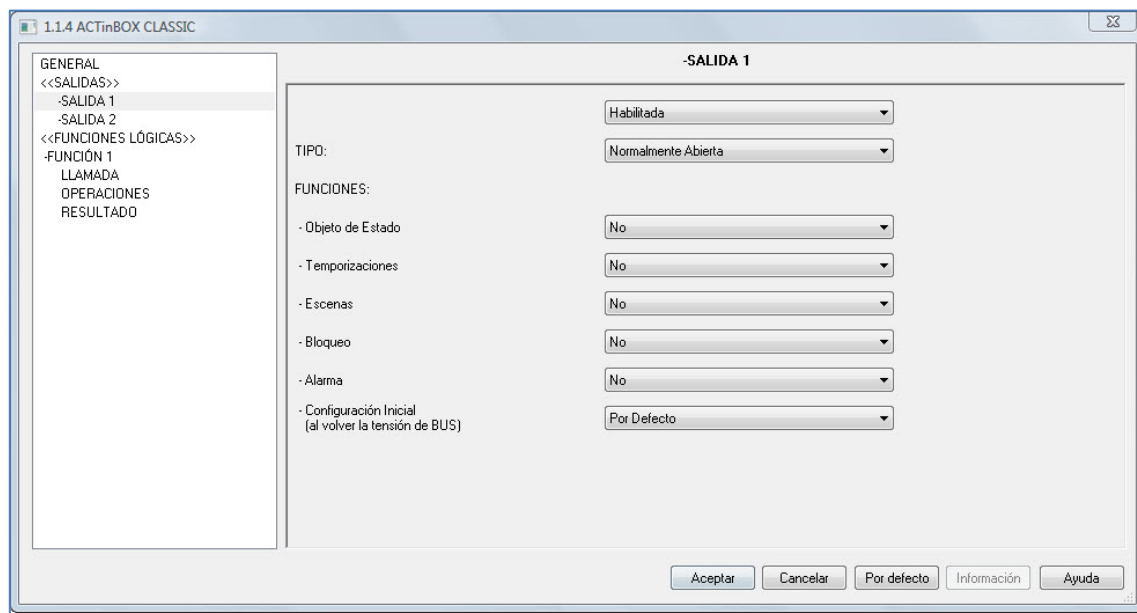 1.1.4 ACTinBOX CLASSIC
GENERAL
<<SALIDAS>>
-SALIDA 1
-SALIDA 2
<<FUNCIONES LÓGICAS>>
-FUNCIÓN 1
LLAMADA
OPERACIONES
RESULTADO
-SALIDA 1
Habilitada
TIPO: Normalmente Abierta
FUNCIONES:
- Objeto de Estado No
- Temporizaciones No
- Escenas No
- Bloqueo No
- Alarma No
- Configuración Inicial
(al volver la tensión de BUS) Por Defecto
Aceptar Cancelar Por defecto Información Ayuda